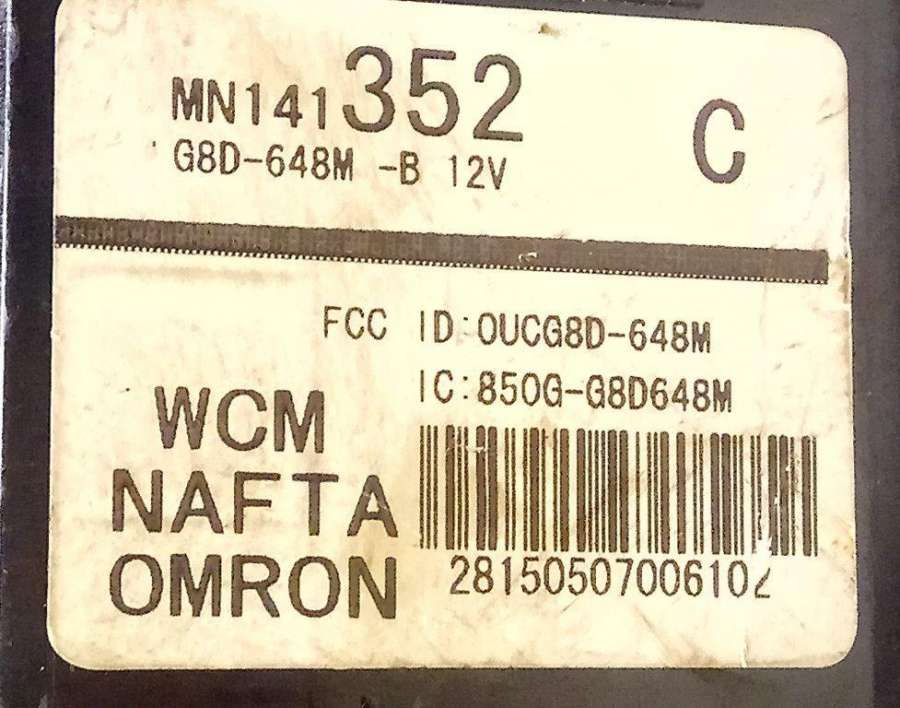 MN141352
C
G8D-648M -B 12V
FCC ID:OUCG8D-648M
IC:850G-G8D648M
WCM
NAFTA
OMRON
28150507006102